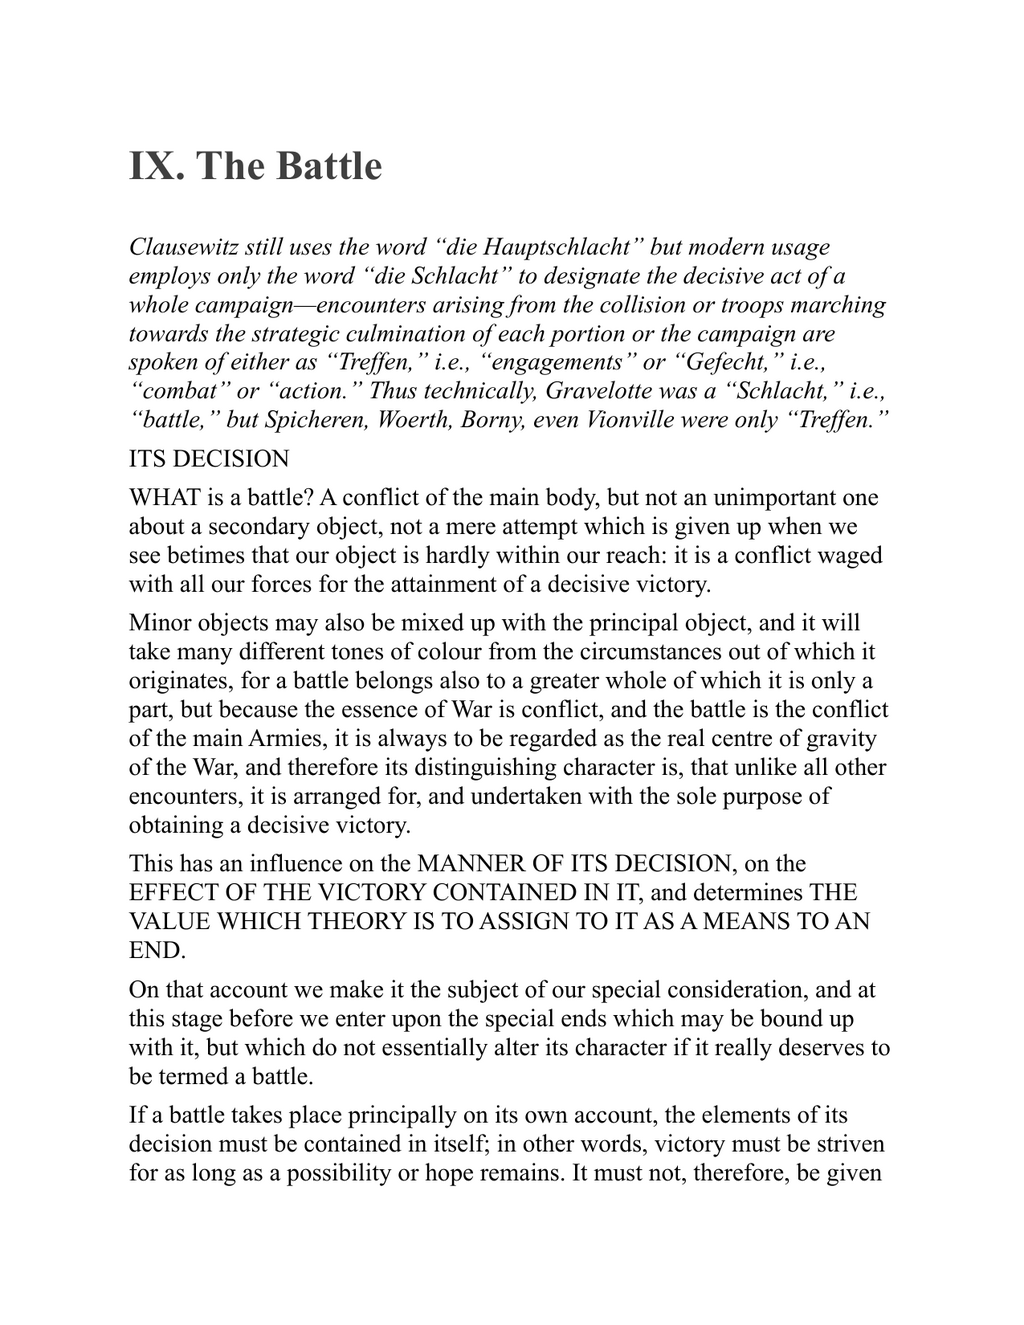 IX. The Battle
Clausewitz still uses the word “die Hauptschlacht” but modern usage
employs only the word “die Schlacht” to designate the decisive act of a
whole campaign—encounters arising from the collision or troops marching
towards the strategic culmination of each portion or the campaign are
spoken of either as “Treffen,” i.e., “engagements” or “Gefecht,” i.e.,
“combat” or “action.” Thus technically, Gravelotte was a “Schlacht,” i.e.,
“battle,” but Spicheren, Woerth, Borny, even Vionville were only “Treffen.”
ITS DECISION
WHAT is a battle? A conflict of the main body, but not an unimportant one
about a secondary object, not a mere attempt which is given up when we
see betimes that our object is hardly within our reach: it is a conflict waged
with all our forces for the attainment of a decisive victory.
Minor objects may also be mixed up with the principal object, and it will
take many different tones of colour from the circumstances out of which it
originates, for a battle belongs also to a greater whole of which it is only a
part, but because the essence of War is conflict, and the battle is the conflict
of the main Armies, it is always to be regarded as the real centre of gravity
of the War, and therefore its distinguishing character is, that unlike all other
encounters, it is arranged for, and undertaken with the sole purpose of
obtaining a decisive victory.
This has an influence on the MANNER OF ITS DECISION, on the
EFFECT OF THE VICTORY CONTAINED IN IT, and determines THE
VALUE WHICH THEORY IS TO ASSIGN TO IT AS A MEANS TO AN
END.
On that account we make it the subject of our special consideration, and at
this stage before we enter upon the special ends which may be bound up
with it, but which do not essentially alter its character if it really deserves to
be termed a battle.
If a battle takes place principally on its own account, the elements of its
decision must be contained in itself; in other words, victory must be striven
for as long as a possibility or hope remains. It must not, therefore, be given